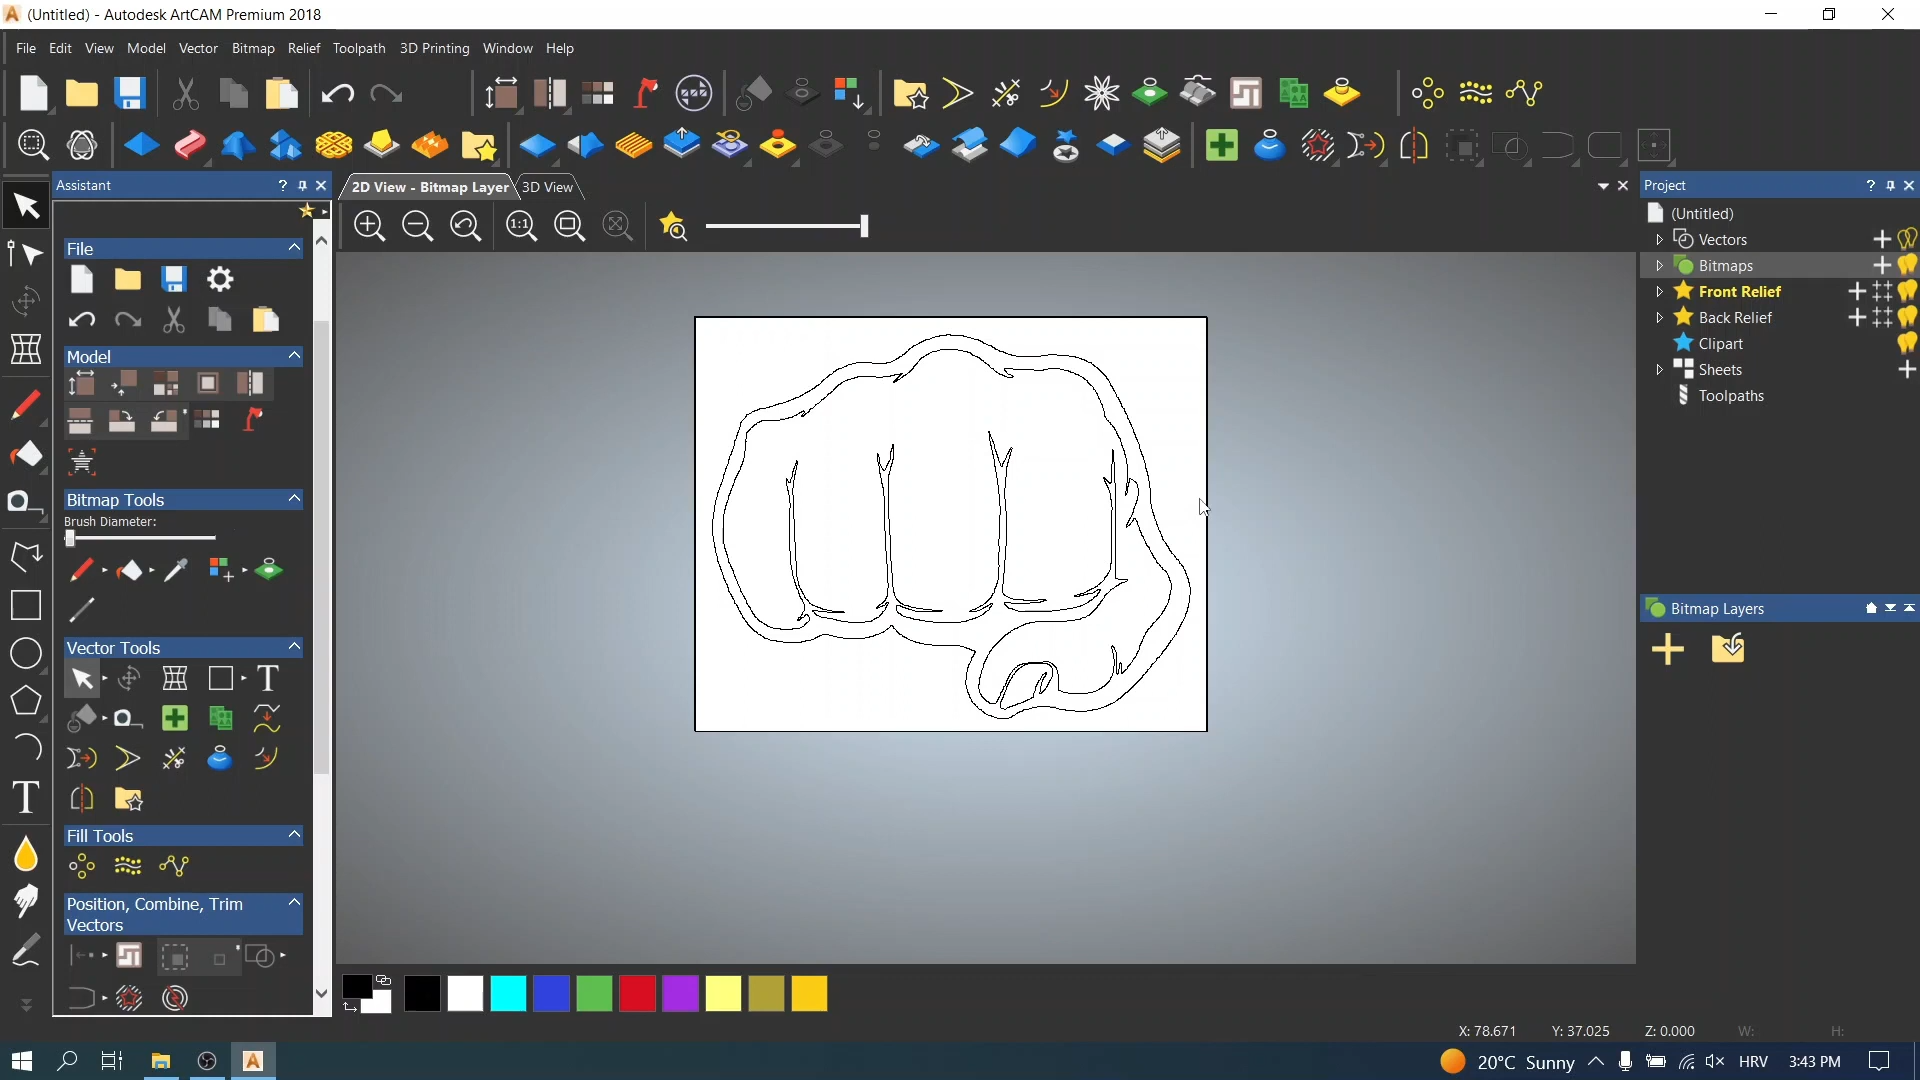 (Untitled) - Autodesk ArtCAM Premium 2018
File Edit View Model Vector Bitmap Relief Toolpath 3D Printing Window Help
Assistant ?
2D View - Bitmap Layer 3D View
Project ?
1:1
File
Model
Bitmap Tools
Brush Diameter:
Vector Tools
Fill Tools
Position, Combine, Trim
Vectors
(Untitled)
Vectors
Bitmaps
Front Relief
Back Relief
Clipart
Sheets
Toolpaths
Bitmap Layers
X: 78.671 Y: 37.025 Z: 0.000 W: H:
20°C Sunny HRV 3:43 PM